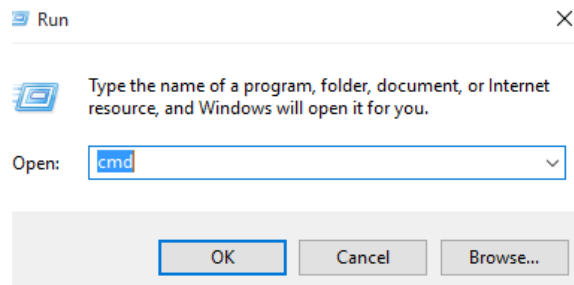 Run
Type the name of a program, folder, document, or Internet
resource, and Windows will open it for you.
Open: cmd
OK Cancel Browse...